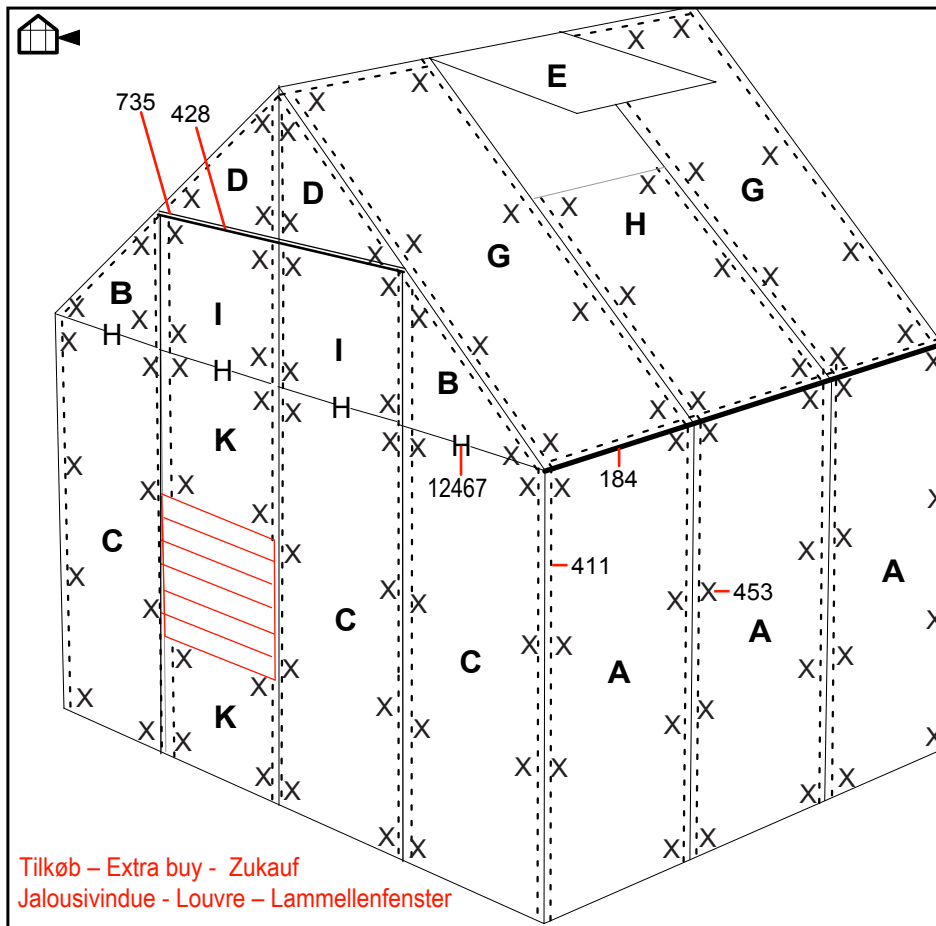 E
735
428
D
D
G
H
G
B
I
I
B
K
12467
184
C
411
453
A
A
C
C
A
K
Tilkøb – Extra buy - Zukauf
Jalousivindue - Louvre – Lammellenfenster